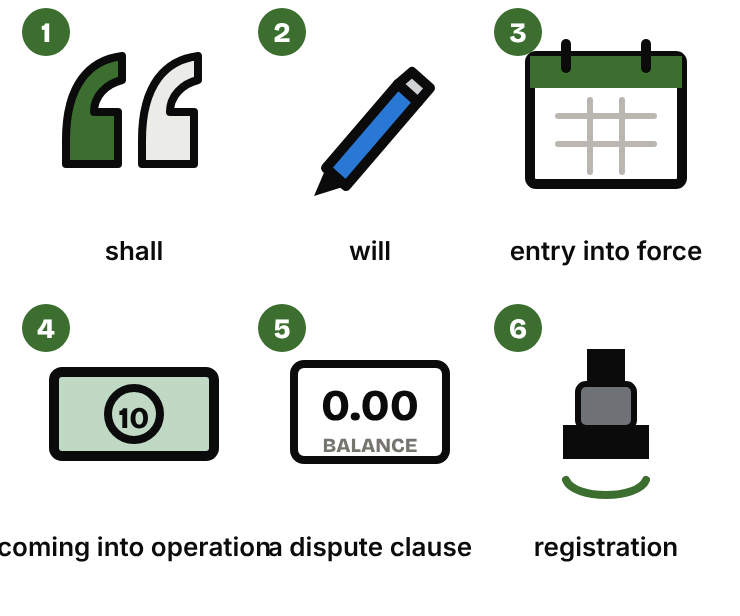 1
2
3
shall
will
entry into force
4
5
6
10
0.00
BALANCE
coming into operation
a dispute clause
registration